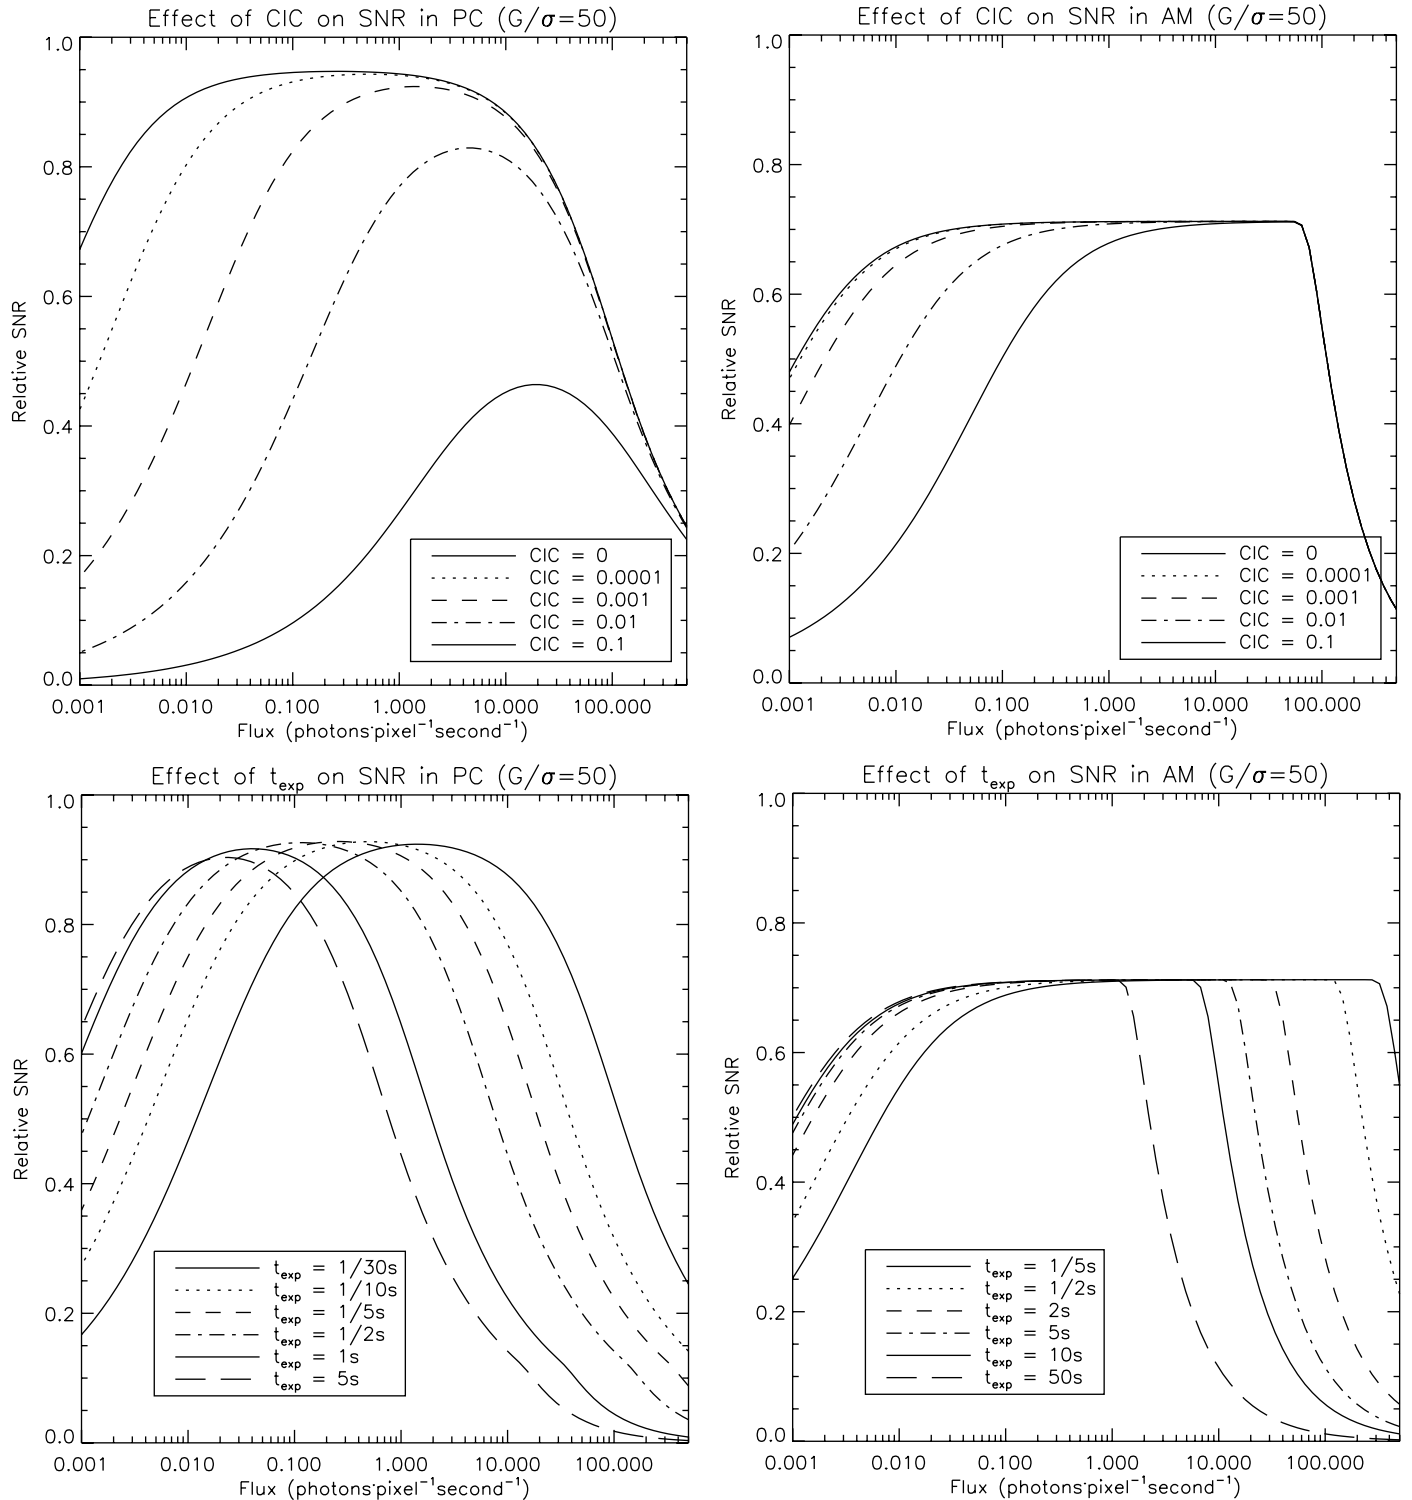 Effect of CIC on SNR in PC (G/σ=50)
1.0
0.8
0.6
0.4
0.2
0.0
Relative SNR
CIC = 0
CIC = 0.0001
CIC = 0.001
CIC = 0.01
CIC = 0.1
0.001 0.010 0.100 1.000 10.000 100.000
Flux (photons·pixel⁻¹second⁻¹)
Effect of CIC on SNR in AM (G/σ=50)
1.0
0.8
0.6
0.4
0.2
0.0
Relative SNR
CIC = 0
CIC = 0.0001
CIC = 0.001
CIC = 0.01
CIC = 0.1
0.001 0.010 0.100 1.000 10.000 100.000
Flux (photons·pixel⁻¹second⁻¹)
Effect of t_exp on SNR in PC (G/σ=50)
1.0
0.8
0.6
0.4
0.2
0.0
Relative SNR
t_exp = 1/30s
t_exp = 1/10s
t_exp = 1/5s
t_exp = 1/2s
t_exp = 1s
t_exp = 5s
0.001 0.010 0.100 1.000 10.000 100.000
Flux (photons·pixel⁻¹second⁻¹)
Effect of t_exp on SNR in AM (G/σ=50)
1.0
0.8
0.6
0.4
0.2
0.0
Relative SNR
t_exp = 1/5s
t_exp = 1/2s
t_exp = 2s
t_exp = 5s
t_exp = 10s
t_exp = 50s
0.001 0.010 0.100 1.000 10.000 100.000
Flux (photons·pixel⁻¹second⁻¹)